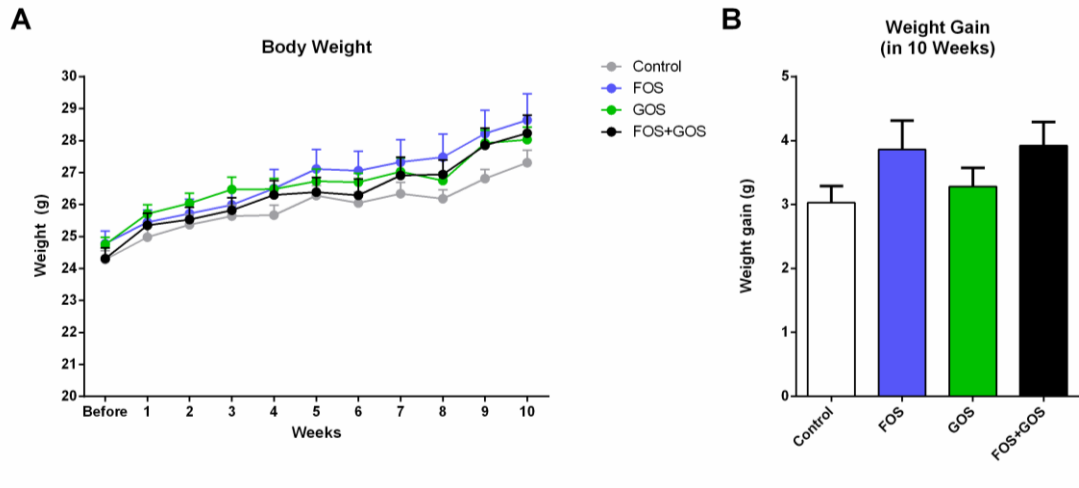 A
Body Weight
Weight (g)
30
29
28
27
26
25
24
23
22
21
20
Before 1 2 3 4 5 6 7 8 9 10
Weeks
Control
FOS
GOS
FOS+GOS
B
Weight Gain
(in 10 Weeks)
Weight gain (g)
5
4
3
2
1
0
Control FOS GOS FOS+GOS